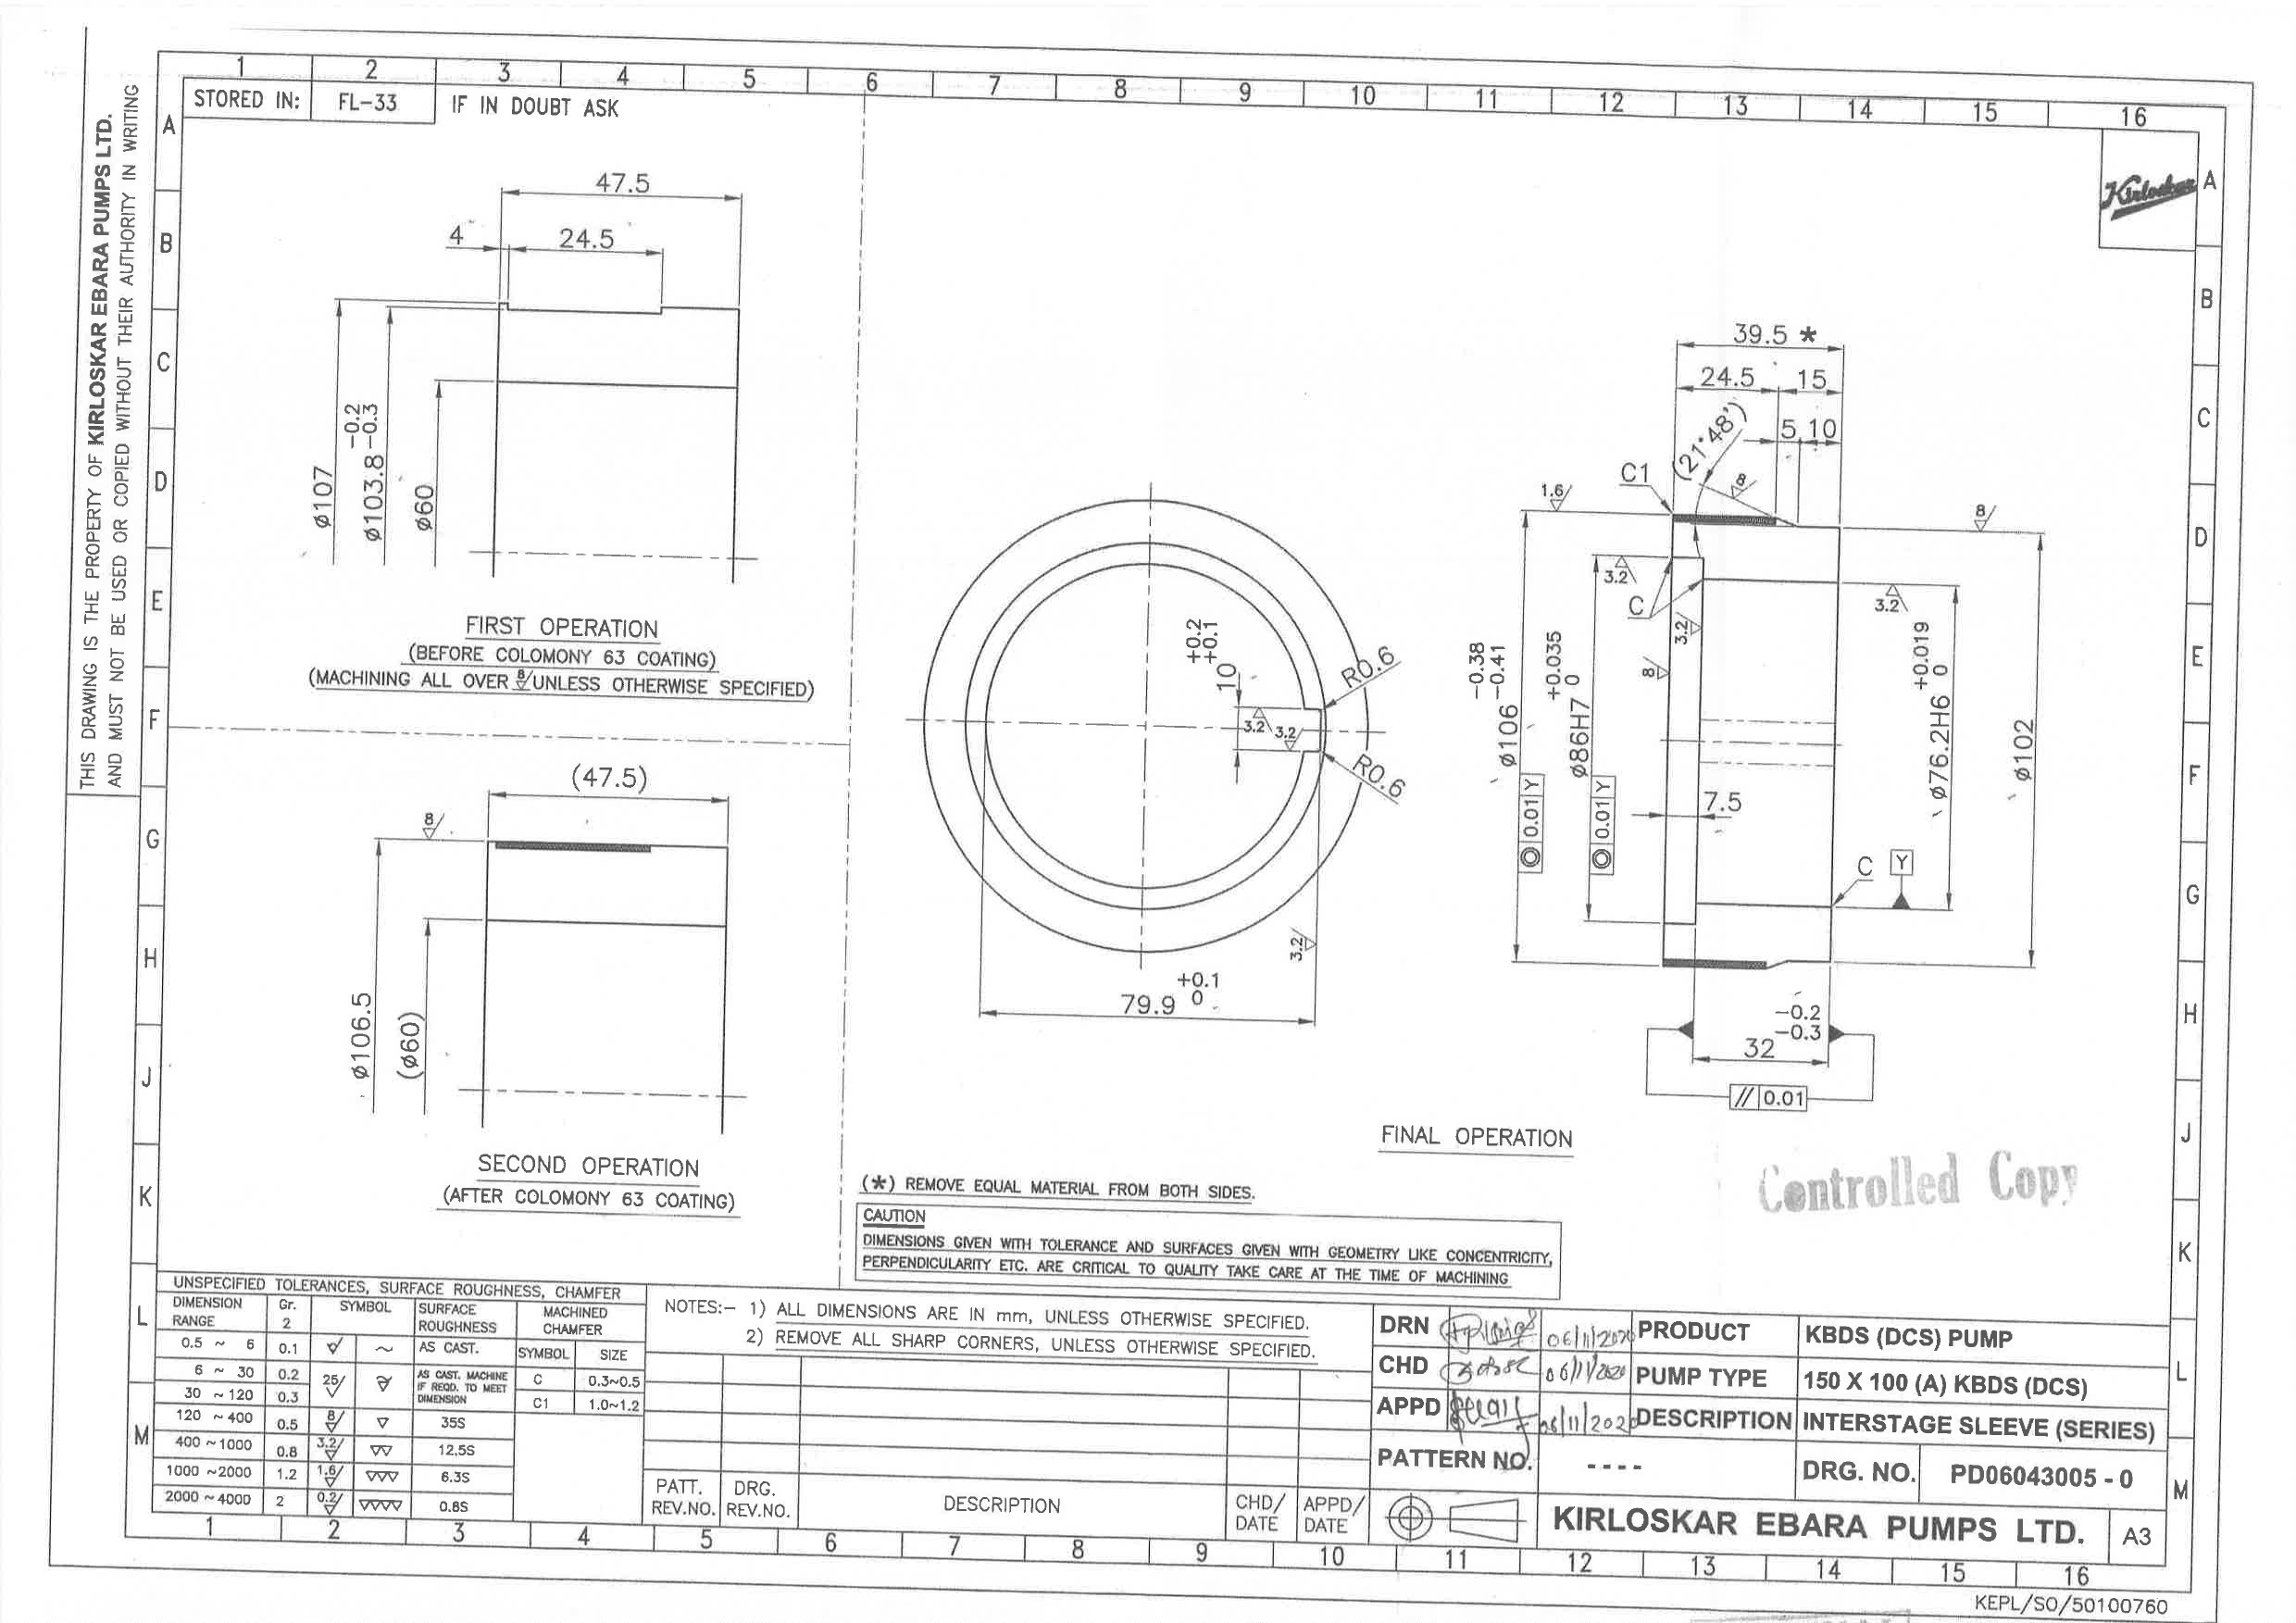 THIS DRAWING IS THE PROPERTY OF KIRLOSKAR EBARA PUMPS LTD.
AND MUST NOT BE USED OR COPIED WITHOUT THEIR AUTHORITY IN WRITING
1 2 3 4 5 6 7 8 9 10 11 12 13 14 15 16
STORED IN: FL-33 IF IN DOUBT ASK
Kirloskar
A B C D E F G H J K L M
47.5
4 24.5
ø107
ø103.8 -0.2 -0.3
ø60
FIRST OPERATION
(BEFORE COLOMONY 63 COATING)
(MACHINING ALL OVER 8 UNLESS OTHERWISE SPECIFIED)
(47.5)
8
ø106.5
(ø60)
SECOND OPERATION
(AFTER COLOMONY 63 COATING)
10 +0.2 +0.1
R0.6
3.2 3.2
R0.6
3.2
79.9 +0.1 0
39.5 *
24.5 15
5 10
(21°48')
8
C1
1.6
8
3.2
C
3.2
8
3.2
ø106 -0.38 -0.41
◎ 0.01 Y
ø86H7 +0.035 0
◎ 0.01 Y
7.5
ø76.2H6 +0.019 0
ø102
C Y
32 -0.2 -0.3
// 0.01
FINAL OPERATION
Controlled Copy
(*) REMOVE EQUAL MATERIAL FROM BOTH SIDES.
CAUTION
DIMENSIONS GIVEN WITH TOLERANCE AND SURFACES GIVEN WITH GEOMETRY LIKE CONCENTRICITY,
PERPENDICULARITY ETC. ARE CRITICAL TO QUALITY TAKE CARE AT THE TIME OF MACHINING
UNSPECIFIED TOLERANCES, SURFACE ROUGHNESS, CHAMFER
DIMENSION RANGE Gr. 2 SYMBOL SURFACE ROUGHNESS MACHINED CHAMFER
0.5 ~ 6 0.1 ~ AS CAST. SYMBOL SIZE
6 ~ 30 0.2 25 AS CAST. MACHINE IF REQD. TO MEET DIMENSION C 0.3~0.5
30 ~ 120 0.3 C1 1.0~1.2
120 ~ 400 0.5 8 ▽ 35S
400 ~ 1000 0.8 3.2 ▽▽ 12.5S
1000 ~2000 1.2 1.6 ▽▽▽ 6.3S
2000 ~ 4000 2 0.2 ▽▽▽▽ 0.8S
NOTES:- 1) ALL DIMENSIONS ARE IN mm, UNLESS OTHERWISE SPECIFIED.
2) REMOVE ALL SHARP CORNERS, UNLESS OTHERWISE SPECIFIED.
PATT. REV.NO. DRG. REV.NO. DESCRIPTION CHD/ DATE APPD/ DATE
DRN 06/11/2020 PRODUCT KBDS (DCS) PUMP
CHD 06/11/2020 PUMP TYPE 150 X 100 (A) KBDS (DCS)
APPD 06/11/2020 DESCRIPTION INTERSTAGE SLEEVE (SERIES)
PATTERN NO. ---- DRG. NO. PD06043005 - 0
KIRLOSKAR EBARA PUMPS LTD. A3
1 2 3 4 5 6 7 8 9 10 11 12 13 14 15 16
A B C D E F G H J K L M
KEPL/SO/50100760